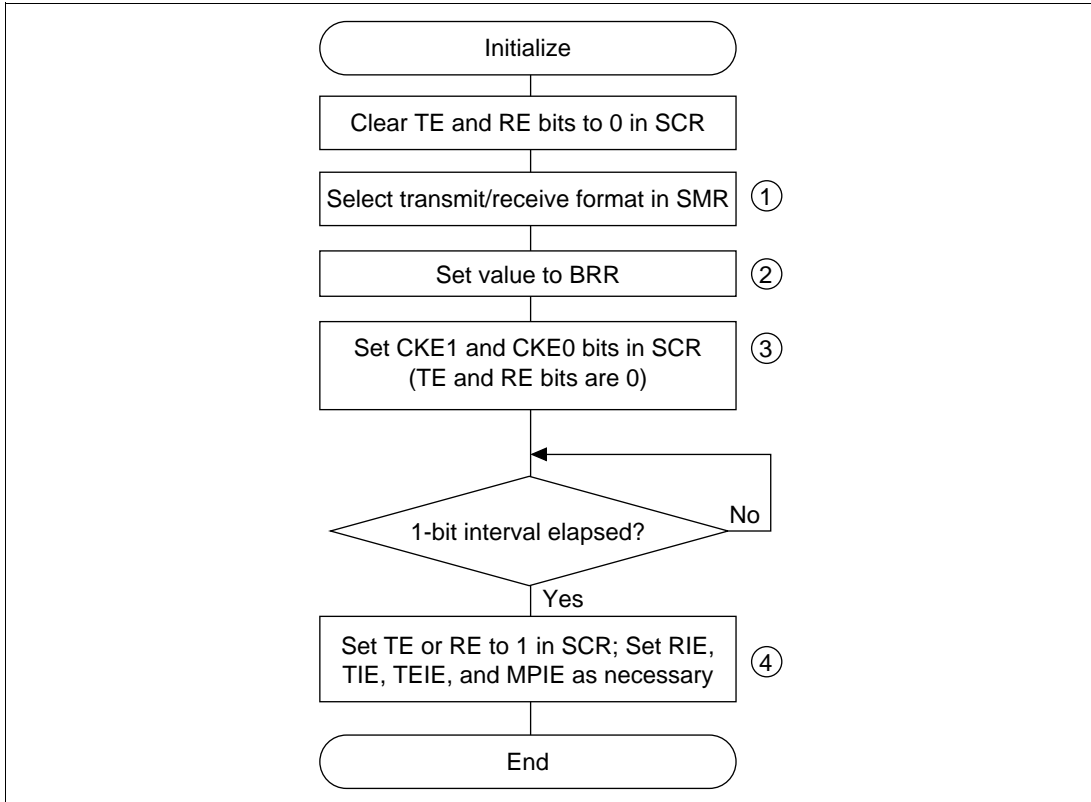 Initialize
Clear TE and RE bits to 0 in SCR
Select transmit/receive format in SMR
1
Set value to BRR
2
Set CKE1 and CKE0 bits in SCR
(TE and RE bits are 0)
3
1-bit interval elapsed?
No
Yes
Set TE or RE to 1 in SCR; Set RIE,
TIE, TEIE, and MPIE as necessary
4
End